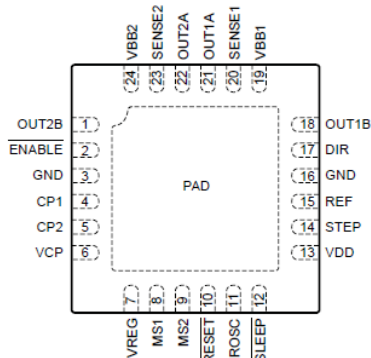 VBB2
SENSE2
OUT2A
OUT1A
SENSE1
VBB1
24
23
22
21
20
19
OUT2B 1
ENABLE 2
GND 3
CP1 4
CP2 5
VCP 6
PAD
18 OUT1B
17 DIR
16 GND
15 REF
14 STEP
13 VDD
7
8
9
10
11
12
VREG
MS1
MS2
RESET
ROSC
SLEEP